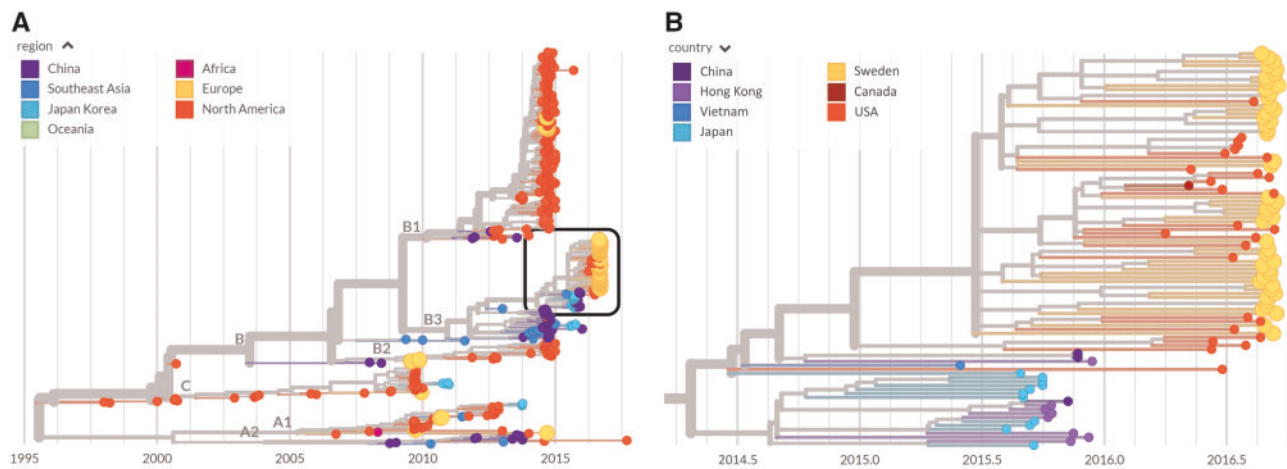 A
region
China
Southeast Asia
Japan Korea
Oceania
Africa
Europe
North America
B1
B3
B
B2
C
A1
A2
1995 2000 2005 2010 2015
B
country
China
Hong Kong
Vietnam
Japan
Sweden
Canada
USA
2014.5 2015.0 2015.5 2016.0 2016.5